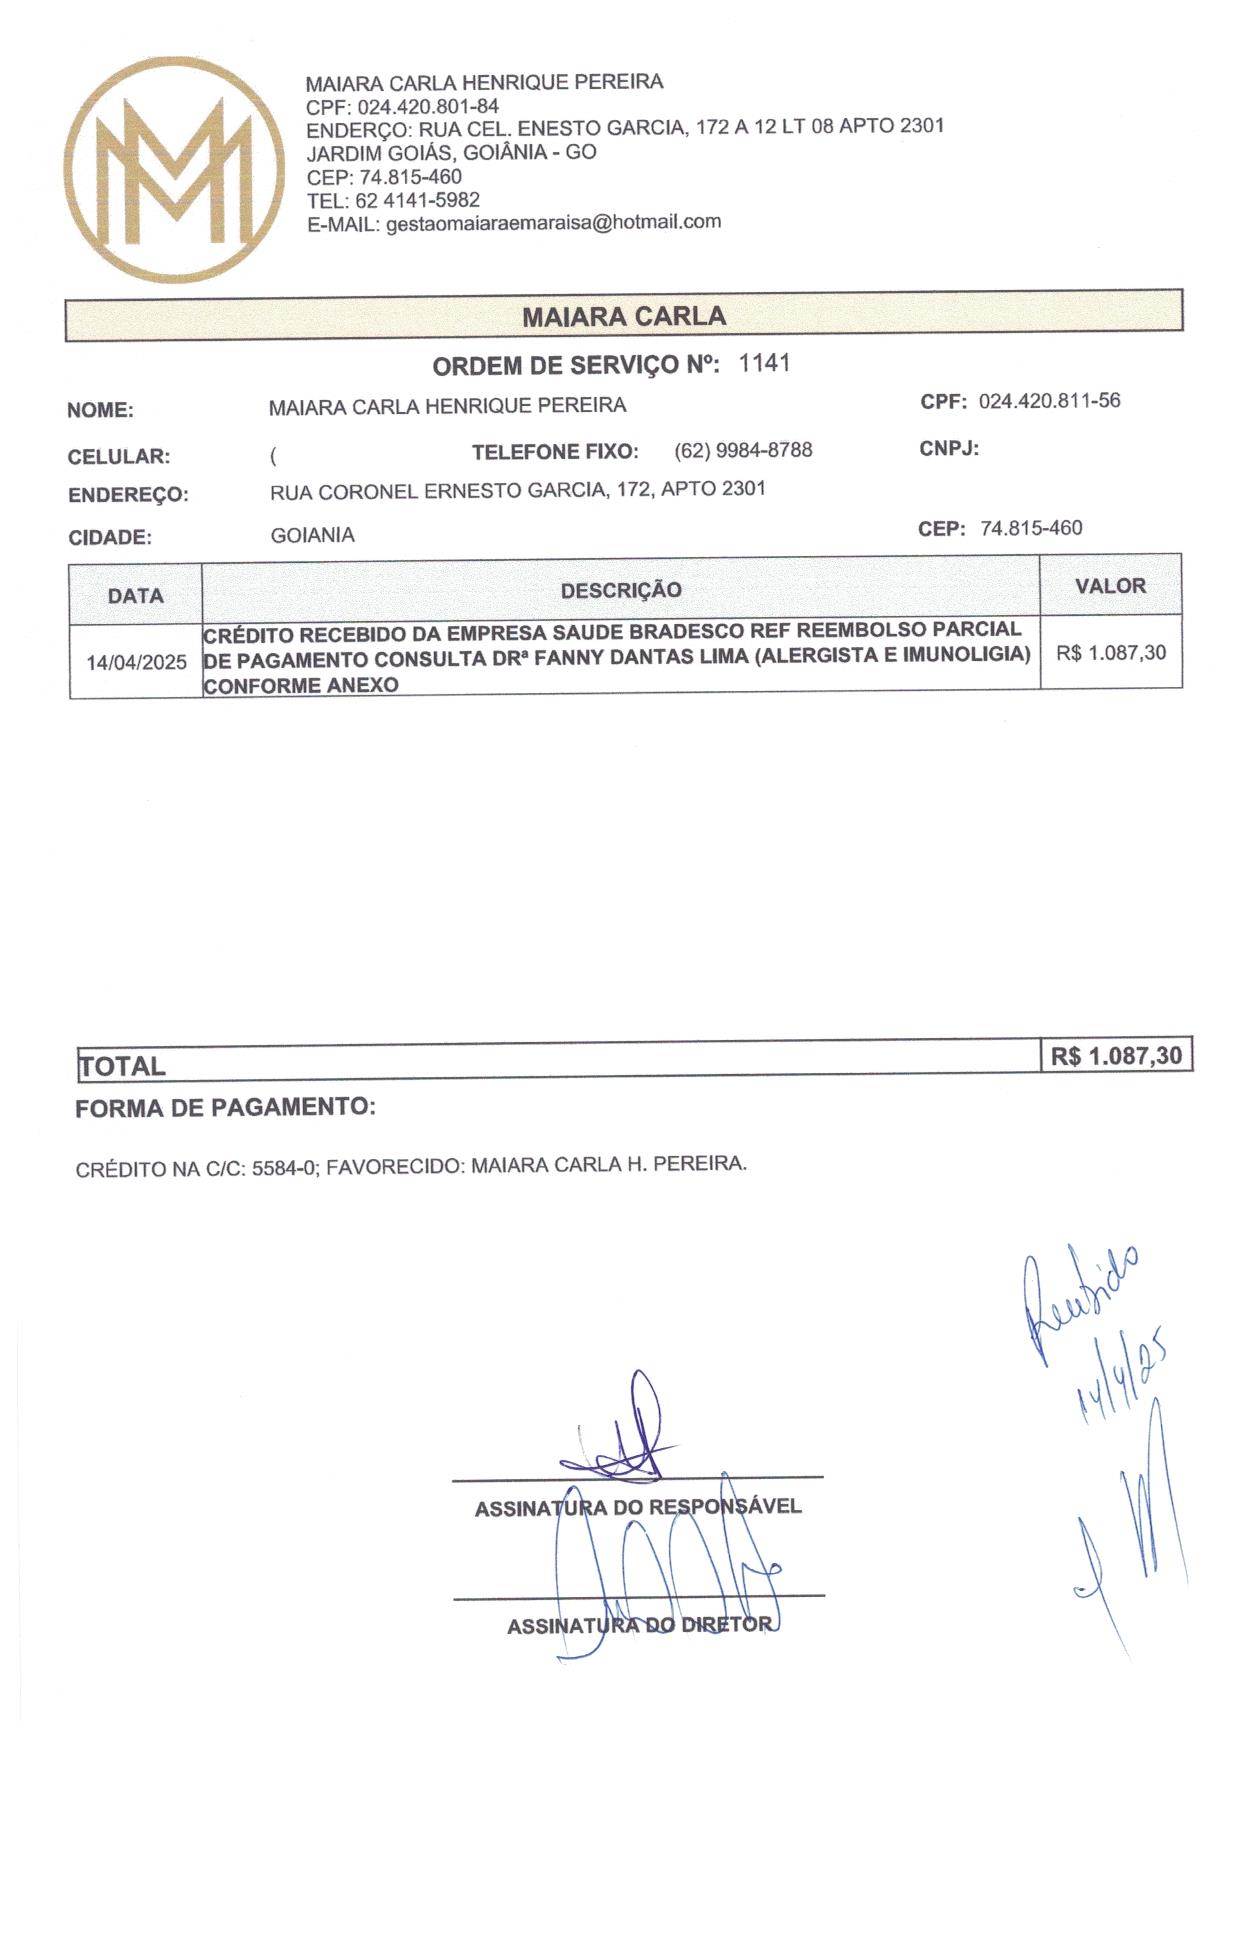 MAIARA CARLA HENRIQUE PEREIRA
CPF: 024.420.801-84
ENDERÇO: RUA CEL. ENESTO GARCIA, 172 A 12 LT 08 APTO 2301
JARDIM GOIÁS, GOIÂNIA - GO
CEP: 74.815-460
TEL: 62 4141-5982
E-MAIL: gestaomaiaraemaraisa@hotmail.com
MAIARA CARLA
ORDEM DE SERVIÇO Nº: 1141
NOME: MAIARA CARLA HENRIQUE PEREIRA CPF: 024.420.811-56
CELULAR: ( TELEFONE FIXO: (62) 9984-8788 CNPJ:
ENDEREÇO: RUA CORONEL ERNESTO GARCIA, 172, APTO 2301
CIDADE: GOIANIA CEP: 74.815-460
DATA DESCRIÇÃO VALOR
CRÉDITO RECEBIDO DA EMPRESA SAUDE BRADESCO REF REEMBOLSO PARCIAL
14/04/2025 DE PAGAMENTO CONSULTA DRª FANNY DANTAS LIMA (ALERGISTA E IMUNOLIGIA) R$ 1.087,30
CONFORME ANEXO
TOTAL R$ 1.087,30
FORMA DE PAGAMENTO:
CRÉDITO NA C/C: 5584-0; FAVORECIDO: MAIARA CARLA H. PEREIRA.
Recebido
14/4/25
ASSINATURA DO RESPONSÁVEL
ASSINATURA DO DIRETOR